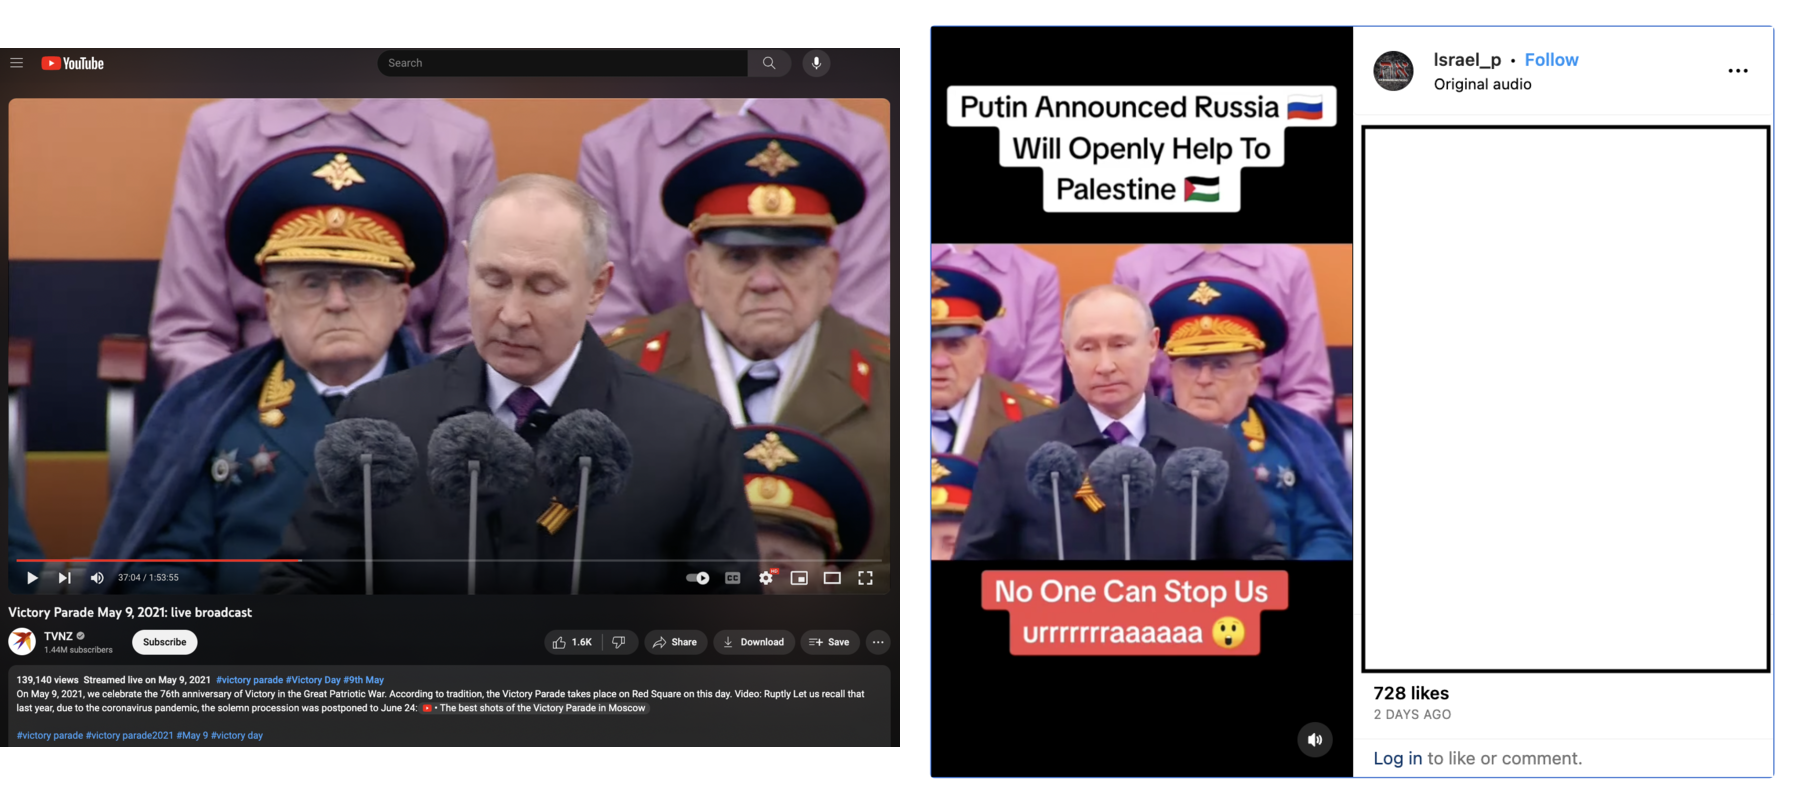 YouTube
Search
37:04 / 1:53:55
CC
HD
Victory Parade May 9, 2021: live broadcast
TVNZ
1.44M subscribers
Subscribe
1.6K
Share
Download
Save
139,140 views Streamed live on May 9, 2021 #victory parade #Victory Day #9th May
On May 9, 2021, we celebrate the 76th anniversary of Victory in the Great Patriotic War. According to tradition, the Victory Parade takes place on Red Square on this day. Video: Ruptly Let us recall that
last year, due to the coronavirus pandemic, the solemn procession was postponed to June 24: • The best shots of the Victory Parade in Moscow
#victory parade #victory parade2021 #May 9 #victory day
Putin Announced Russia 🇷🇺
Will Openly Help To
Palestine 🇵🇸
No One Can Stop Us
urrrrrrraaaaaa 😲
Israel_p • Follow
Original audio
728 likes
2 DAYS AGO
Log in to like or comment.